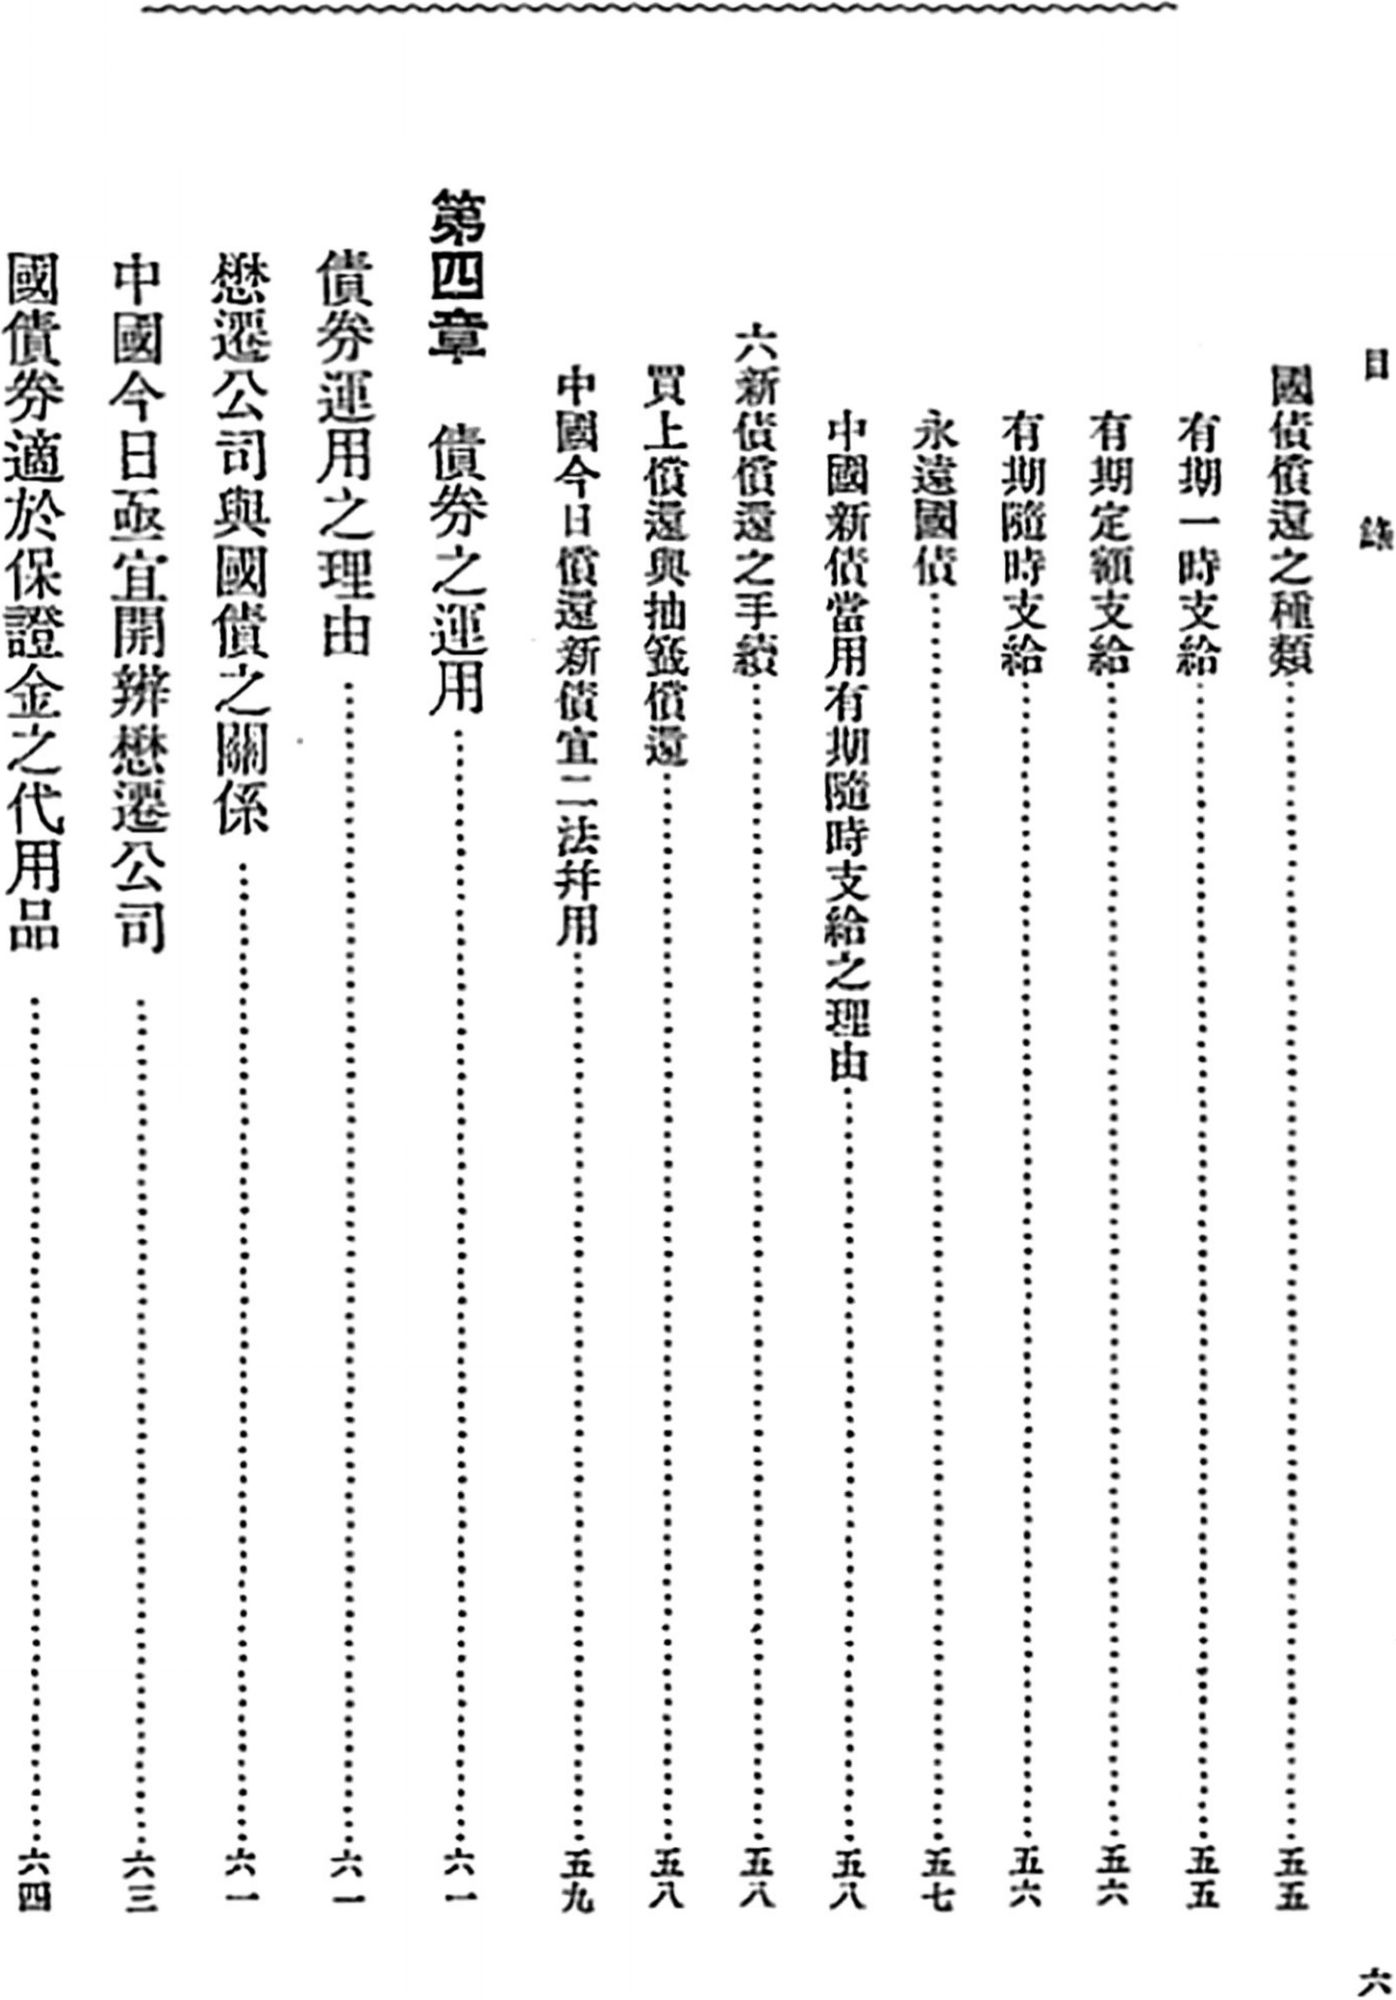 目錄
國債償還之種類……五五
有期一時支給……五五
有期定額支給……五六
有期隨時支給……五六
永遠國債……五七
中國新債當用有期隨時支給之理由……五八
六新債償還之手續……五八
買上償還與抽籤償還……五八
中國今日償還新債宜二法幷用……五九
第四章 債券之運用……六一
債券運用之理由……六一
懋遷公司與國債之關係……六一
中國今日亟宜開辨懋遷公司……六三
國債券適於保證金之代用品……六四
六